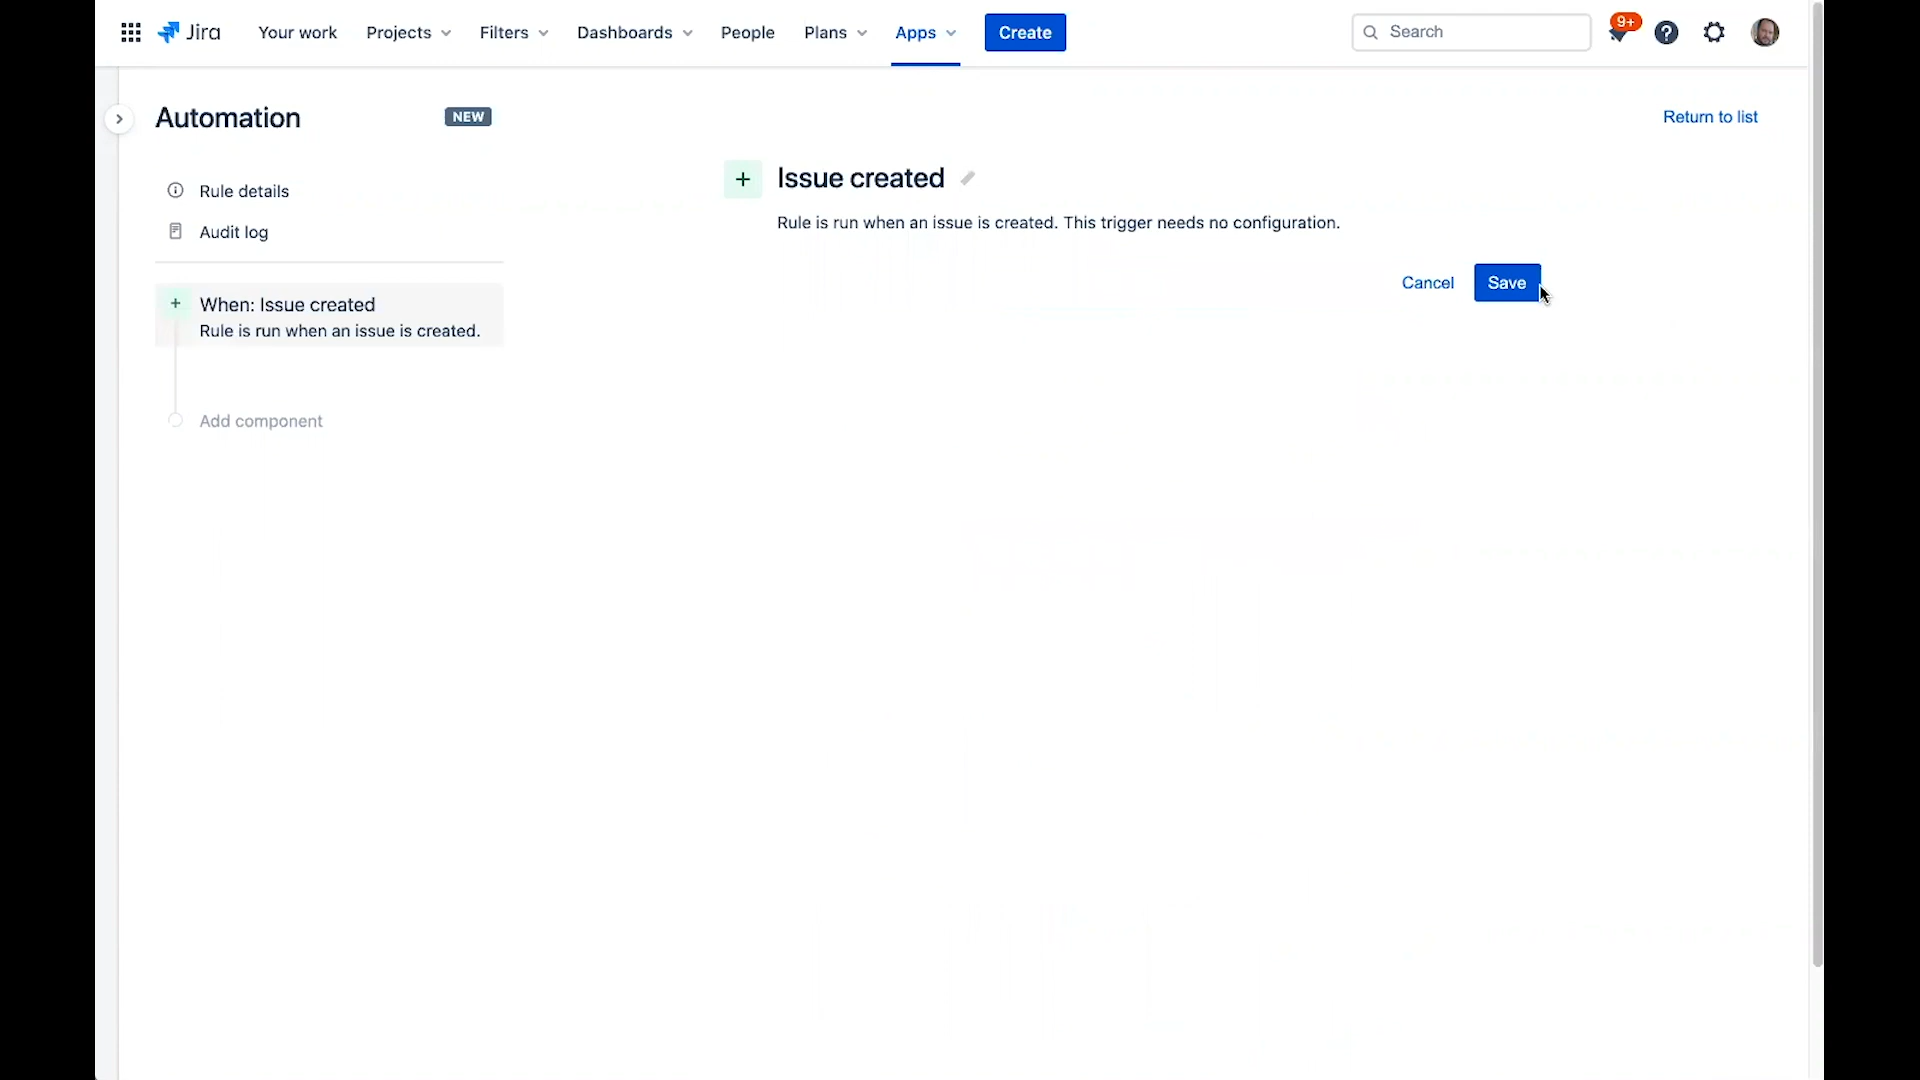 Jira
Your work
Projects
Filters
Dashboards
People
Plans
Apps
Create
Search
9+
Automation
NEW
Return to list
Rule details
Audit log
Issue created
Rule is run when an issue is created. This trigger needs no configuration.
Cancel
Save
When: Issue created
Rule is run when an issue is created.
Add component